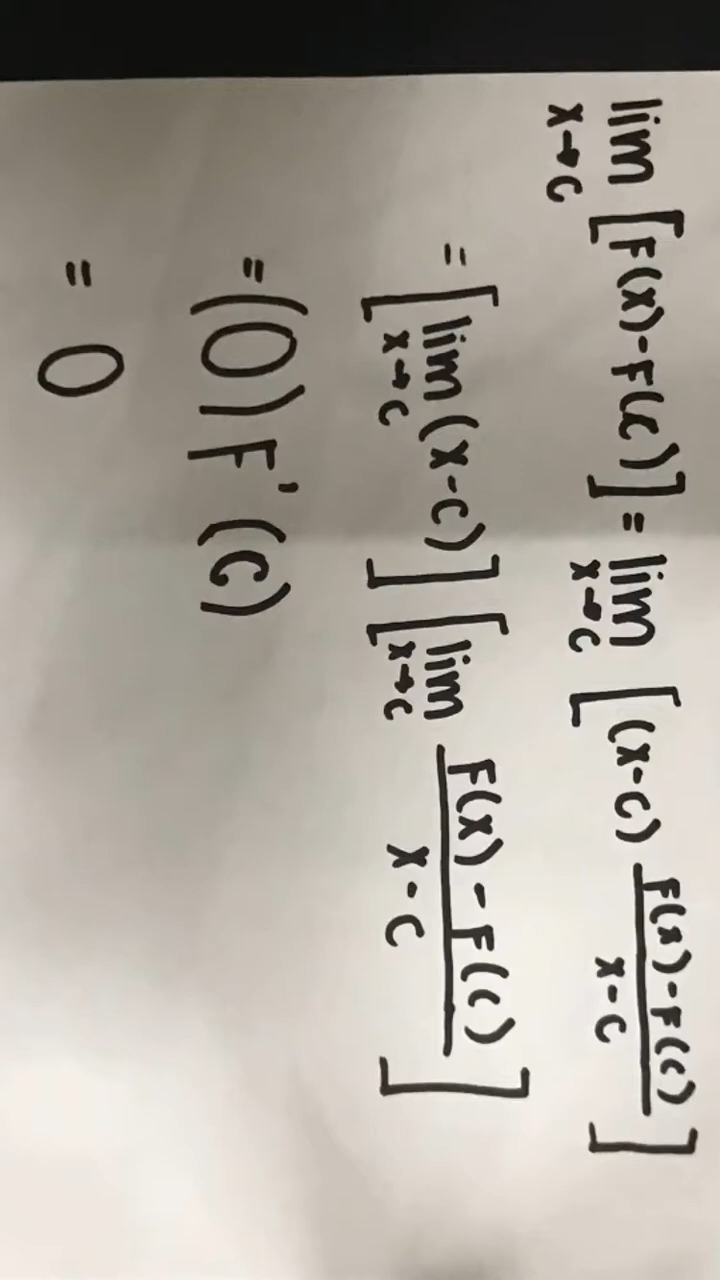 lim x→c [F(x)-F(c)] = lim x→c [(x-c) F(x)-F(c) / x-c]
= [lim x→c (x-c)] [lim x→c F(x)-F(c) / x-c]
= (0) F'(c)
= 0